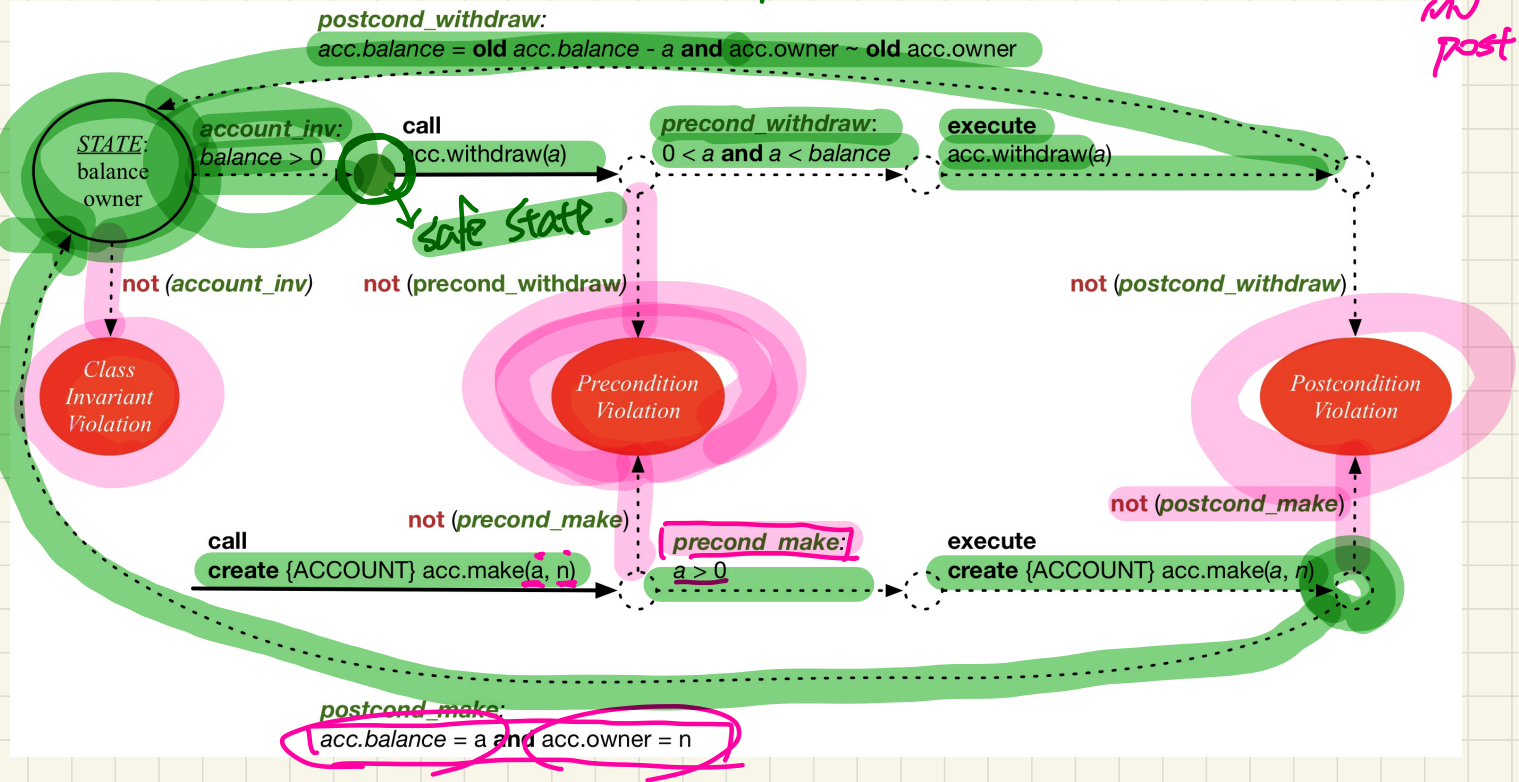 postcond_withdraw:
acc.balance = old acc.balance - a and acc.owner ~ old acc.owner
post
STATE:
balance
owner
account_inv:
balance > 0
call
acc.withdraw(a)
precond_withdraw:
0 < a and a < balance
execute
acc.withdraw(a)
safe state.
not (account_inv)
not (precond_withdraw)
not (postcond_withdraw)
Class
Invariant
Violation
Precondition
Violation
Postcondition
Violation
not (precond_make)
not (postcond_make)
call
create {ACCOUNT} acc.make(a, n)
precond_make:
a > 0
execute
create {ACCOUNT} acc.make(a, n)
postcond_make:
acc.balance = a and acc.owner = n